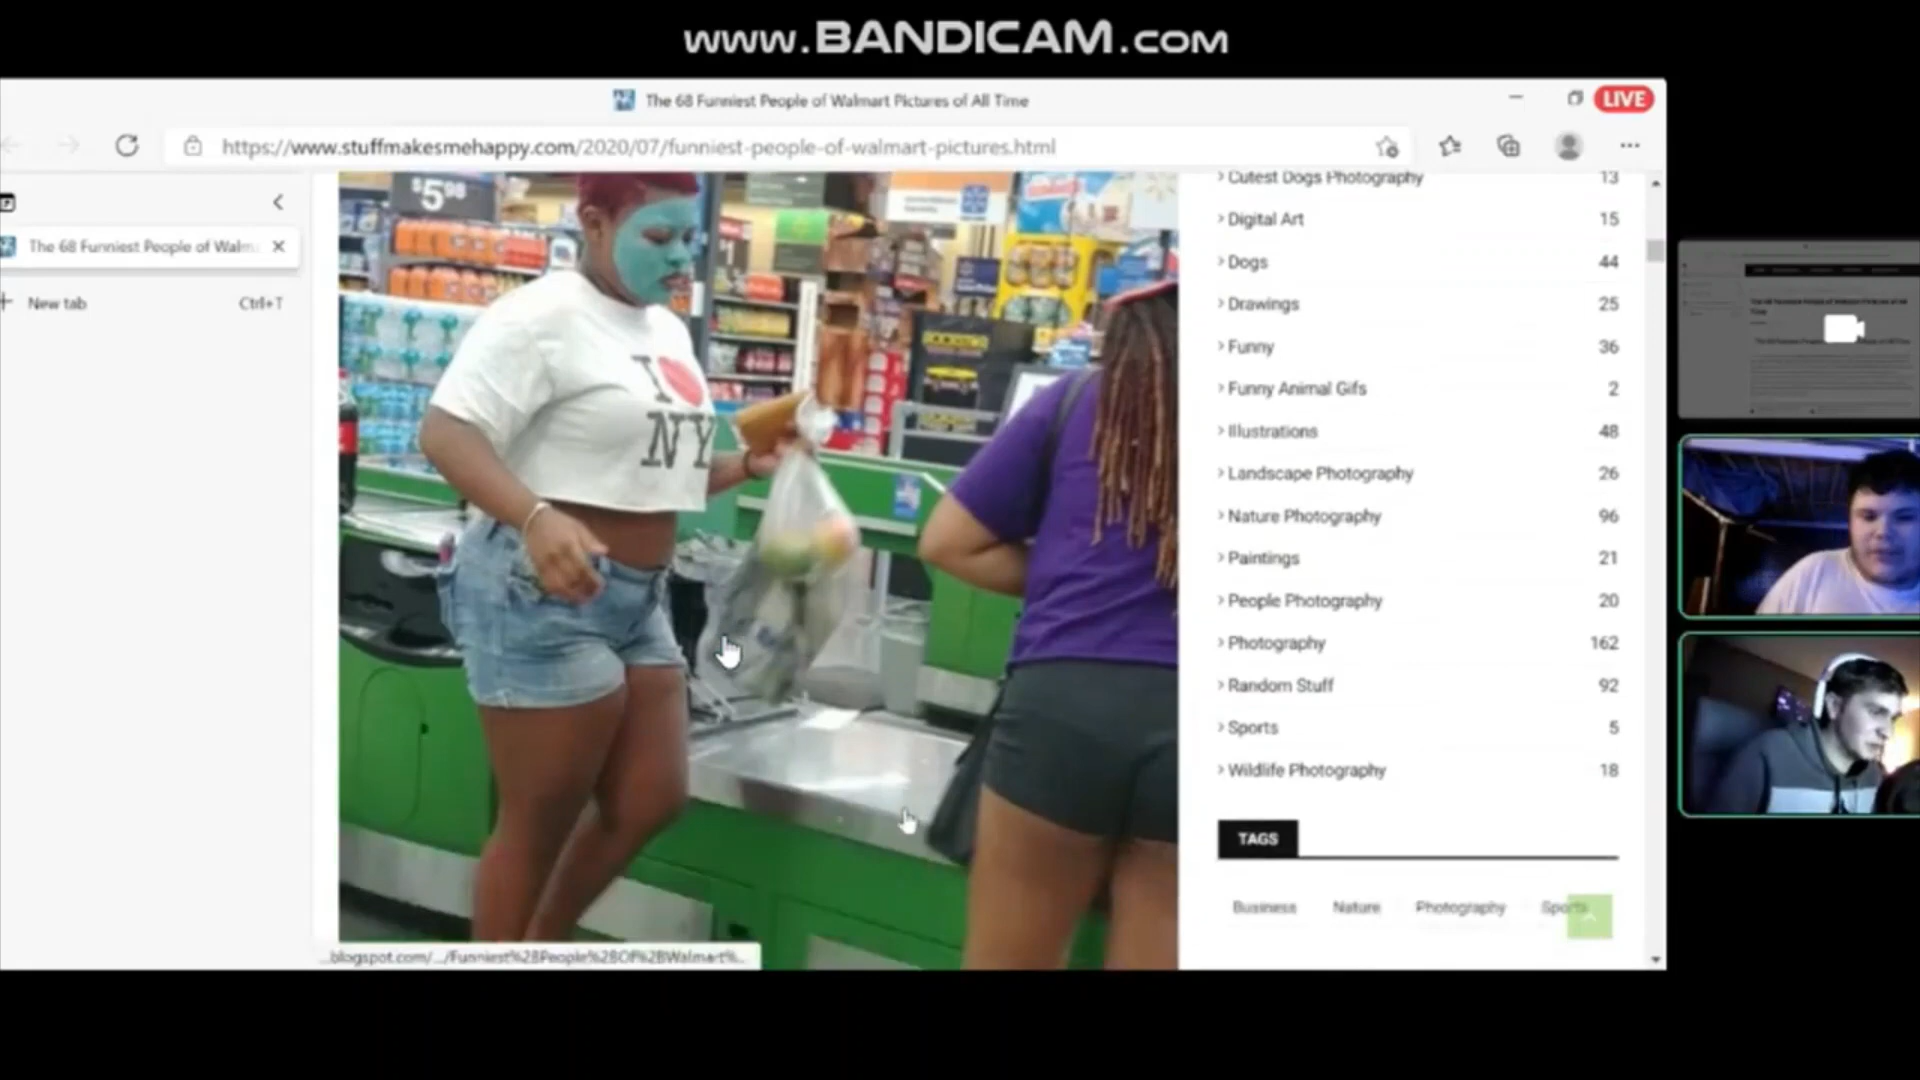 www.BANDICAM.com
The 68 Funniest People of Walmart Pictures of All Time
LIVE
https://www.stuffmakesmehappy.com/2020/07/funniest-people-of-walmart-pictures.html
The 68 Funniest People of Walm
New tab Ctrl+T
$5.98
I
NY
Cutest Dogs Photography 13
Digital Art 15
Dogs 44
Drawings 25
Funny 36
Funny Animal Gifs 2
Illustrations 48
Landscape Photography 26
Nature Photography 96
Paintings 21
People Photography 20
Photography 162
Random Stuff 92
Sports 5
Wildlife Photography 18
TAGS
Business Nature Photography Sports
...blogspot.com/.../Funniest%2BPeople%2BOf%2BWalmart%...